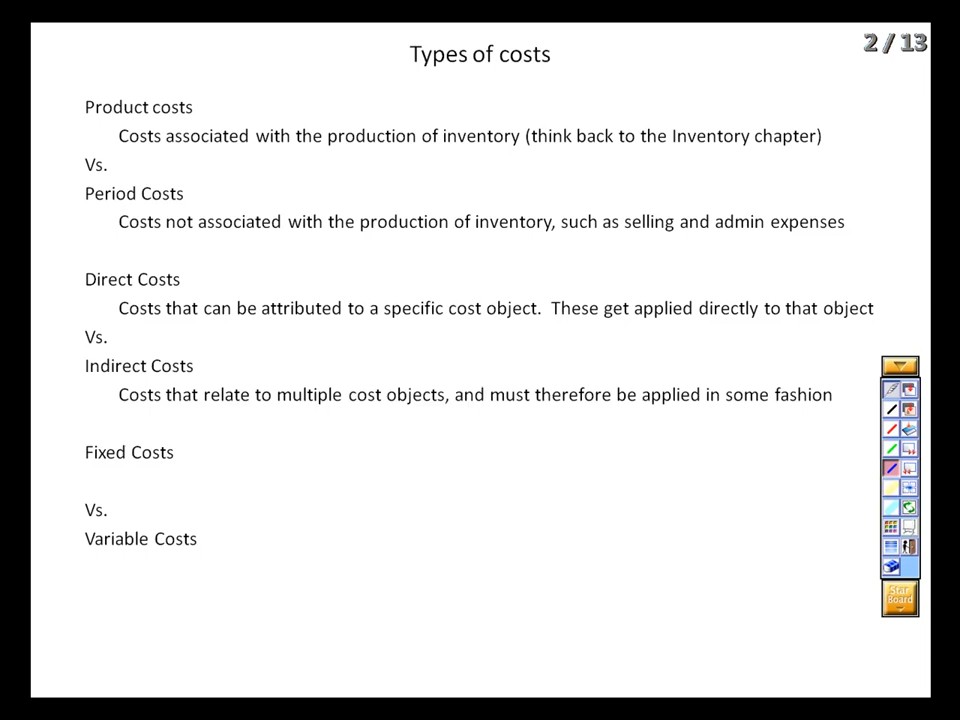 2 / 13
Types of costs
Product costs
Costs associated with the production of inventory (think back to the Inventory chapter)
Vs.
Period Costs
Costs not associated with the production of inventory, such as selling and admin expenses
Direct Costs
Costs that can be attributed to a specific cost object.  These get applied directly to that object
Vs.
Indirect Costs
Costs that relate to multiple cost objects, and must therefore be applied in some fashion
Fixed Costs
Vs.
Variable Costs
Star
Board